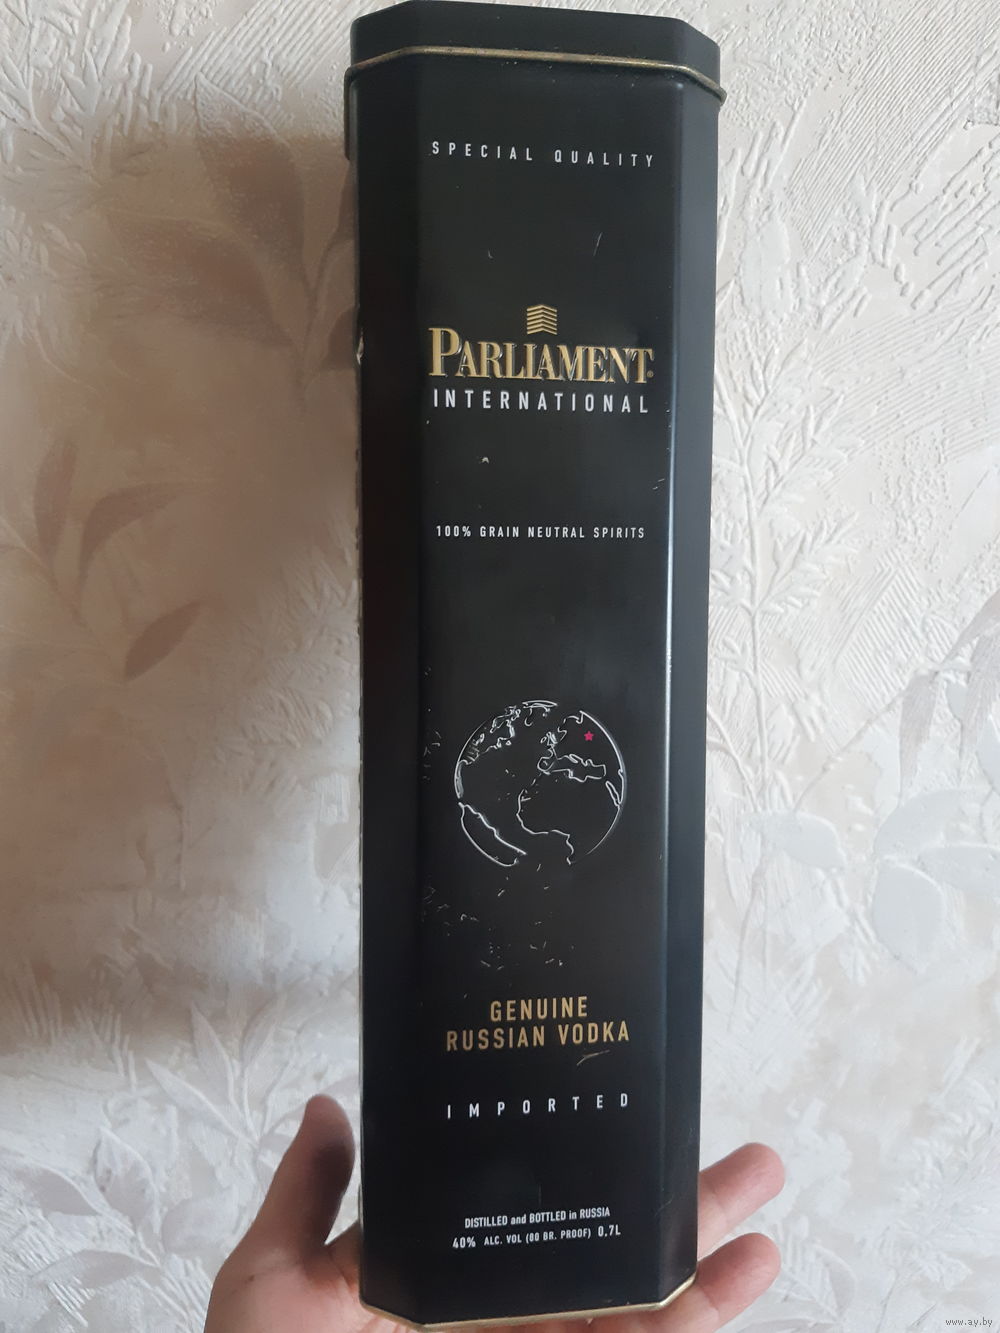 SPECIAL QUALITY
PARLIAMENT®
INTERNATIONAL
100% GRAIN NEUTRAL SPIRITS
GENUINE
RUSSIAN VODKA
IMPORTED
DISTILLED and BOTTLED in RUSSIA
40% ALC. VOL (80 BR. PROOF) 0,7L
www.ay.by